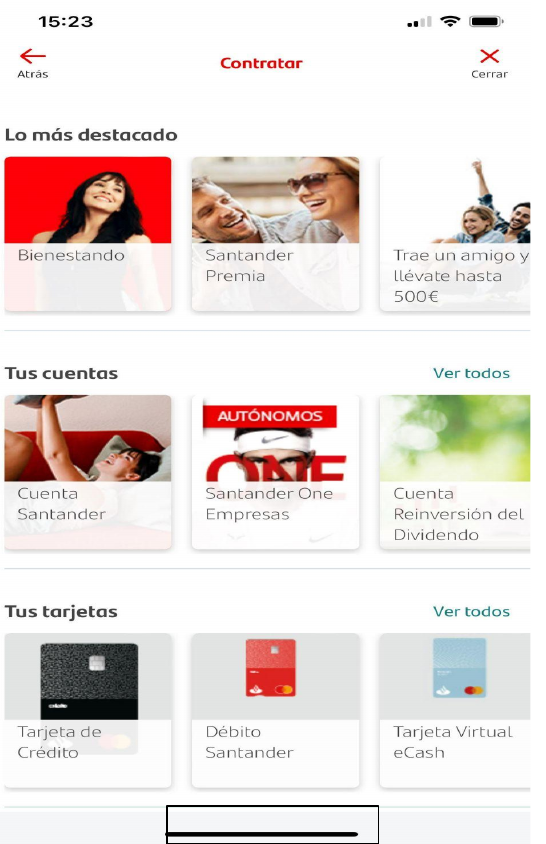 15:23
Atrás
Contratar
Cerrar
Lo más destacado
Bienestando
Santander
Premia
Trae un amigo y
llévate hasta
500€
Tus cuentas
Ver todos
Cuenta
Santander
AUTÓNOMOS
ONE
Santander One
Empresas
Cuenta
Reinversión del
Dividendo
Tus tarjetas
Ver todos
Tarjeta de
Crédito
Débito
Santander
Tarjeta Virtual
eCash